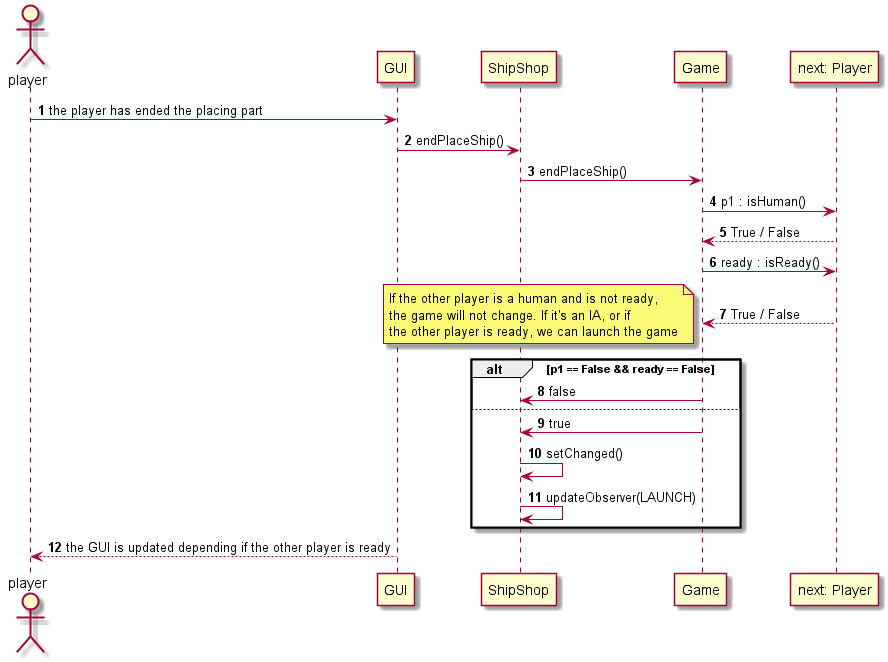 player
GUI
ShipShop
Game
next: Player
1 the player has ended the placing part
2 endPlaceShip()
3 endPlaceShip()
4 p1 : isHuman()
5 True / False
6 ready : isReady()
If the other player is a human and is not ready,
the game will not change. If it's an IA, or if
the other player is ready, we can launch the game
7 True / False
alt [p1 == False && ready == False]
8 false
9 true
10 setChanged()
11 updateObserver(LAUNCH)
12 the GUI is updated depending if the other player is ready
player
GUI
ShipShop
Game
next: Player